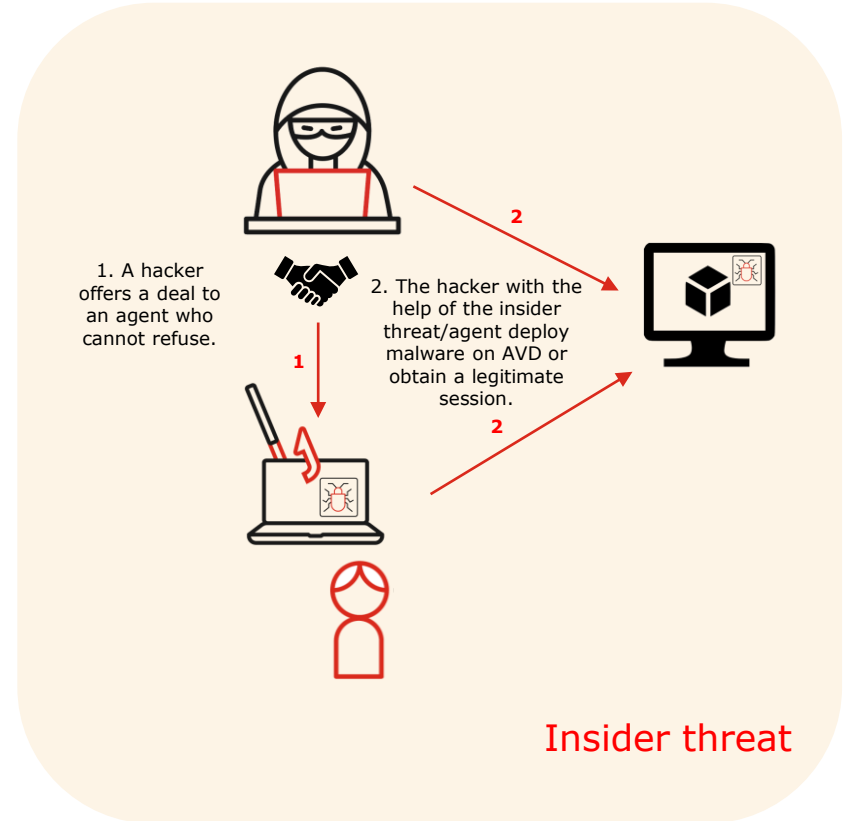 2
1. A hacker
offers a deal to
an agent who
cannot refuse.
2. The hacker with the
help of the insider
threat/agent deploy
malware on AVD or
obtain a legitimate
session.
1
2
Insider threat